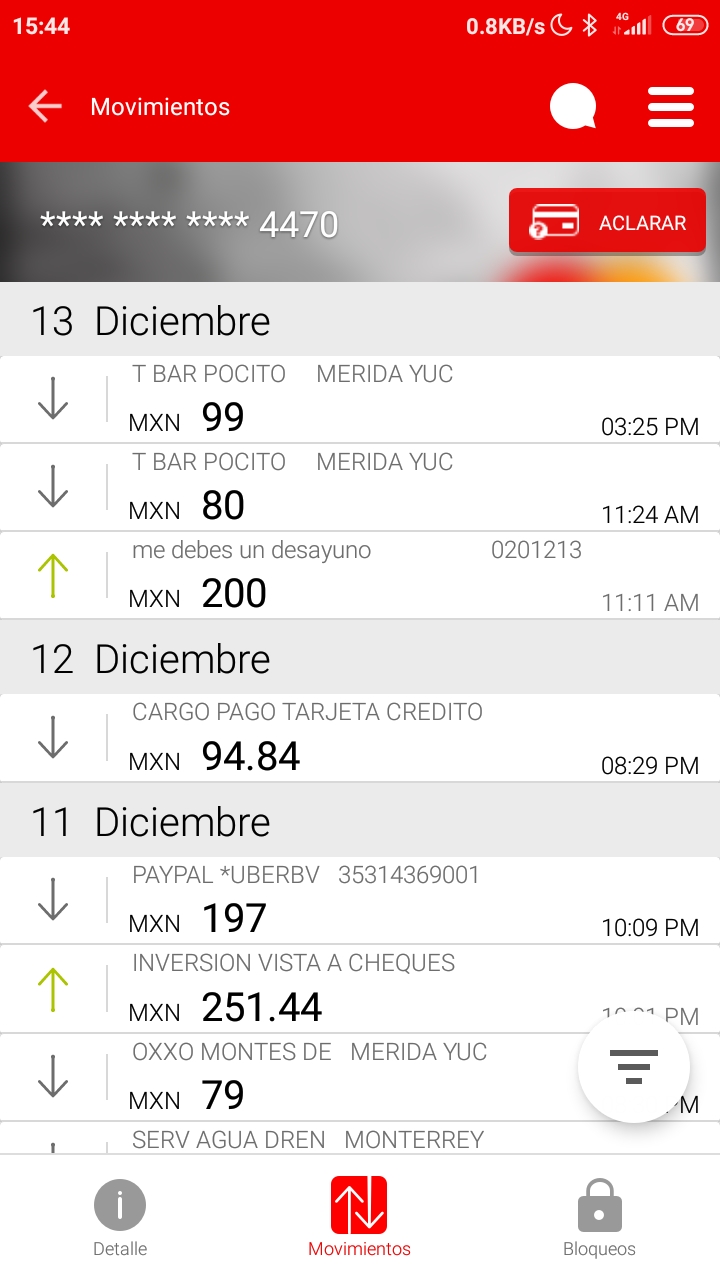 15:44 0.8KB/s 4G 69
Movimientos
**** **** **** 4470 ACLARAR
13 Diciembre
T BAR POCITO MERIDA YUC
MXN 99 03:25 PM
T BAR POCITO MERIDA YUC
MXN 80 11:24 AM
me debes un desayuno 0201213
MXN 200 11:11 AM
12 Diciembre
CARGO PAGO TARJETA CREDITO
MXN 94.84 08:29 PM
11 Diciembre
PAYPAL *UBERBV 35314369001
MXN 197 10:09 PM
INVERSION VISTA A CHEQUES
MXN 251.44 PM
OXXO MONTES DE MERIDA YUC
MXN 79 PM
SERV AGUA DREN MONTERREY
Detalle Movimientos Bloqueos